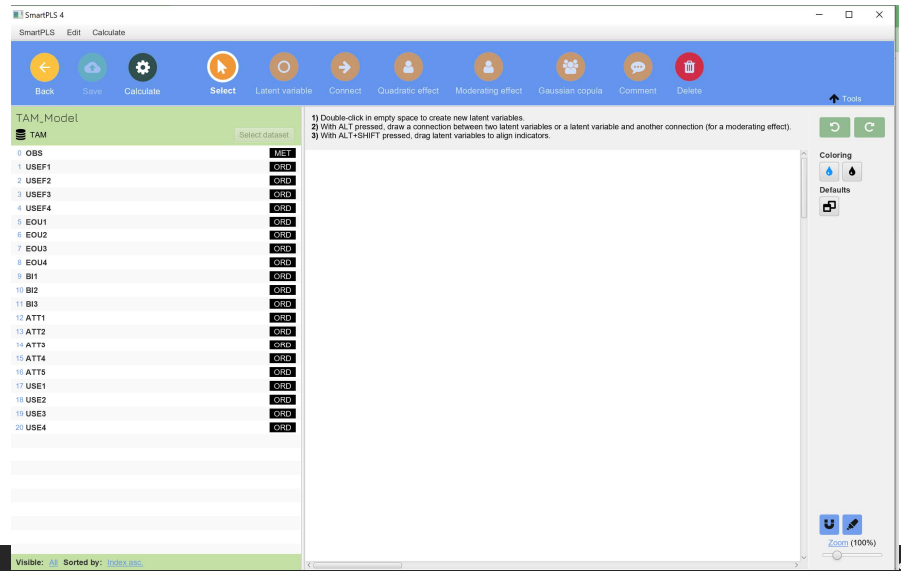 SmartPLS 4
SmartPLS Edit Calculate
Back Save Calculate Select Latent variable Connect Quadratic effect Moderating effect Gaussian copula Comment Delete
Tools
TAM_Model
TAM Select dataset
0 OBS MET
1 USEF1 ORD
2 USEF2 ORD
3 USEF3 ORD
4 USEF4 ORD
5 EOU1 ORD
6 EOU2 ORD
7 EOU3 ORD
8 EOU4 ORD
9 BI1 ORD
10 BI2 ORD
11 BI3 ORD
12 ATT1 ORD
13 ATT2 ORD
14 ATT3 ORD
15 ATT4 ORD
16 ATT5 ORD
17 USE1 ORD
18 USE2 ORD
19 USE3 ORD
20 USE4 ORD
Visible: All Sorted by: Index asc.
1) Double-click in empty space to create new latent variables.
2) With ALT pressed, draw a connection between two latent variables or a latent variable and another connection (for a moderating effect).
3) With ALT+SHIFT pressed, drag latent variables to align indicators.
Coloring
Defaults
Zoom (100%)